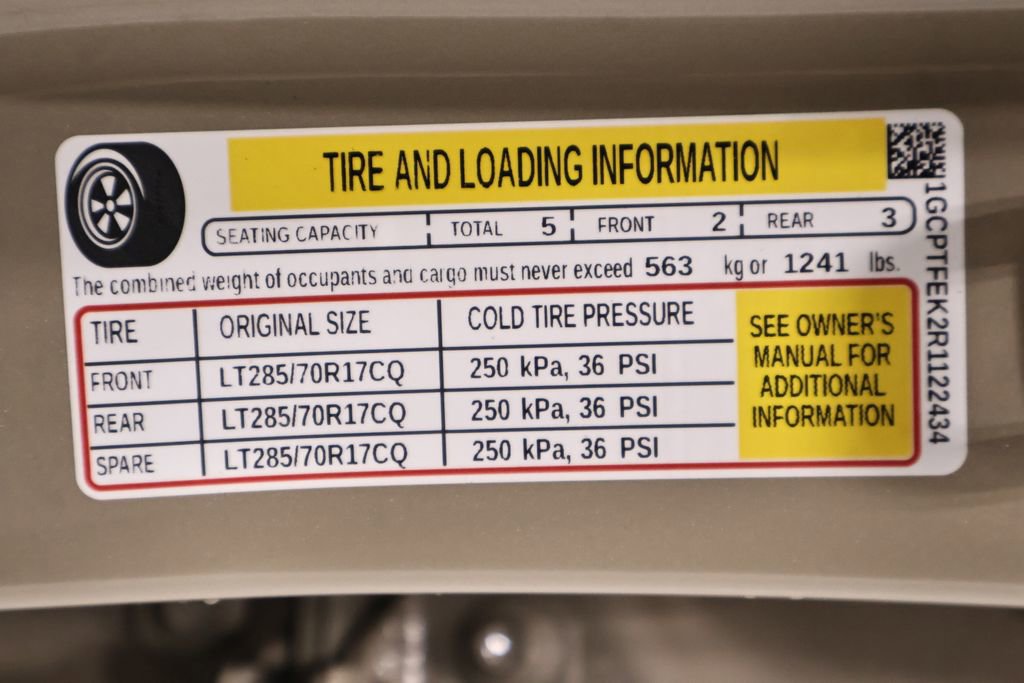 TIRE AND LOADING INFORMATION
SEATING CAPACITY TOTAL 5 FRONT 2 REAR 3
The combined weight of occupants and cargo must never exceed 563 kg or 1241 lbs.
TIRE ORIGINAL SIZE COLD TIRE PRESSURE
FRONT LT285/70R17CQ 250 kPa, 36 PSI
REAR LT285/70R17CQ 250 kPa, 36 PSI
SPARE LT285/70R17CQ 250 kPa, 36 PSI
SEE OWNER'S
MANUAL FOR
ADDITIONAL
INFORMATION
1GCPTFEK2R1122434